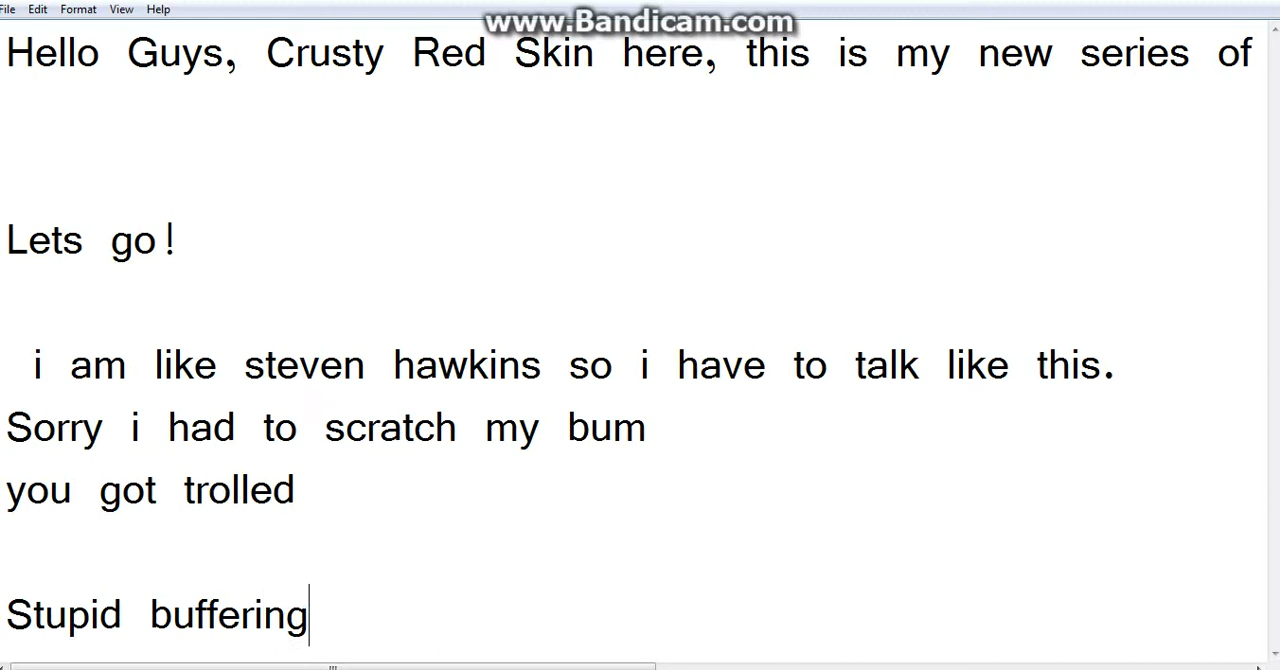 File Edit Format View Help
www.Bandicam.com
Hello Guys, Crusty Red Skin here, this is my new series of
Lets go!
i am like steven hawkins so i have to talk like this.
Sorry i had to scratch my bum
you got trolled
Stupid buffering